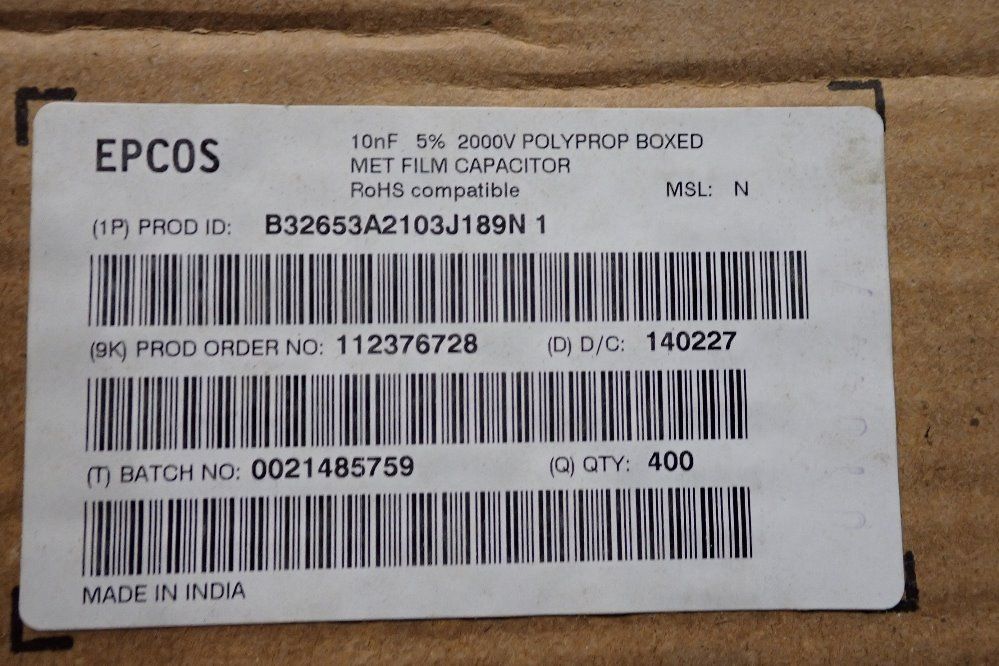 EPCOS
10nF 5% 2000V POLYPROP BOXED
MET FILM CAPACITOR
RoHS compatible MSL: N
(1P) PROD ID: B32653A2103J189N 1
(9K) PROD ORDER NO: 112376728 (D) D/C: 140227
(T) BATCH NO: 0021485759 (Q) QTY: 400
MADE IN INDIA